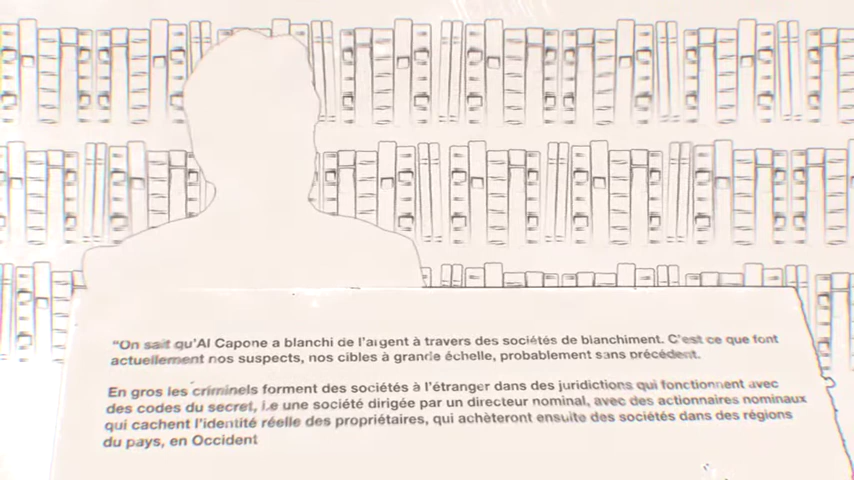 "On sait qu'Al Capone a blanchi de l'argent à travers des sociétés de blanchiment. C'est ce que font
actuellement nos suspects, nos cibles à grande échelle, probablement sans précédent.
En gros les criminels forment des sociétés à l'étranger dans des juridictions qui fonctionnent avec
des codes du secret, i.e une société dirigée par un directeur nominal, avec des actionnaires nominaux
qui cachent l'identité réelle des propriétaires, qui achèteront ensuite des sociétés dans des régions
du pays, en Occident